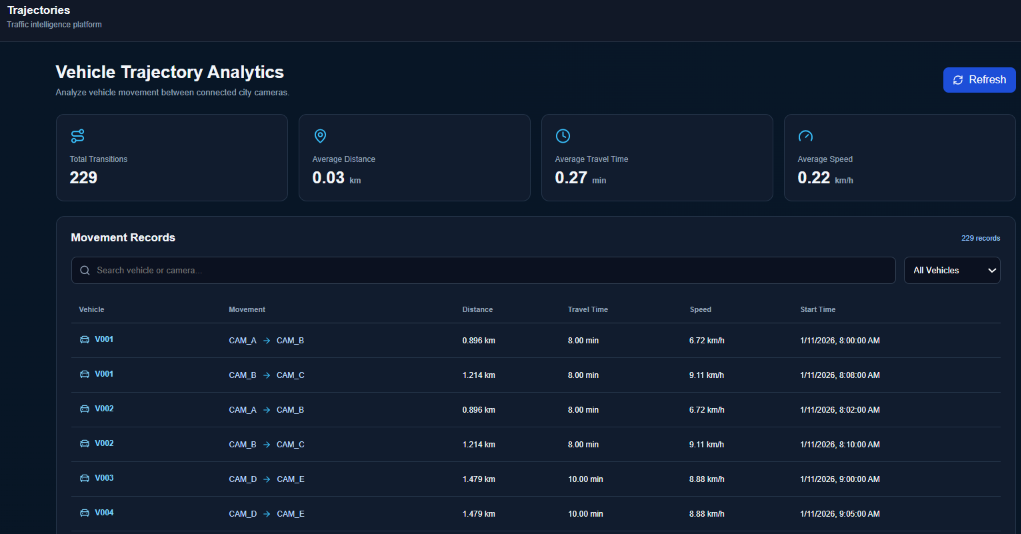 Trajectories
Traffic intelligence platform
Vehicle Trajectory Analytics
Analyze vehicle movement between connected city cameras.
Refresh
Total Transitions
229
Average Distance
0.03 km
Average Travel Time
0.27 min
Average Speed
0.22 km/h
Movement Records
229 records
Search vehicle or camera...
All Vehicles
Vehicle Movement Distance Travel Time Speed Start Time
V001 CAM_A → CAM_B 0.896 km 8.00 min 6.72 km/h 1/11/2026, 8:00:00 AM
V001 CAM_B → CAM_C 1.214 km 8.00 min 9.11 km/h 1/11/2026, 8:08:00 AM
V002 CAM_A → CAM_B 0.896 km 8.00 min 6.72 km/h 1/11/2026, 8:02:00 AM
V002 CAM_B → CAM_C 1.214 km 8.00 min 9.11 km/h 1/11/2026, 8:10:00 AM
V003 CAM_D → CAM_E 1.479 km 10.00 min 8.88 km/h 1/11/2026, 9:00:00 AM
V004 CAM_D → CAM_E 1.479 km 10.00 min 8.88 km/h 1/11/2026, 9:05:00 AM